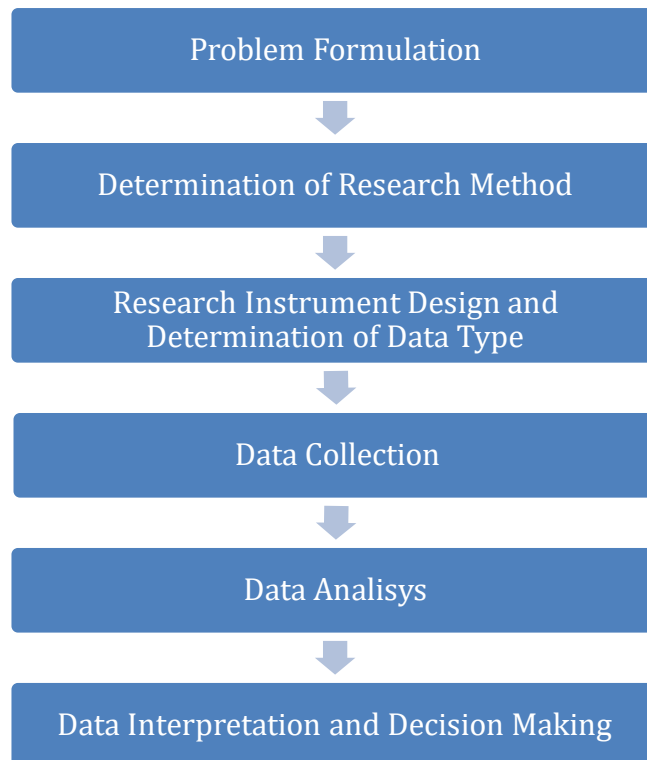 Problem Formulation
Determination of Research Method
Research Instrument Design and
Determination of Data Type
Data Collection
Data Analisys
Data Interpretation and Decision Making